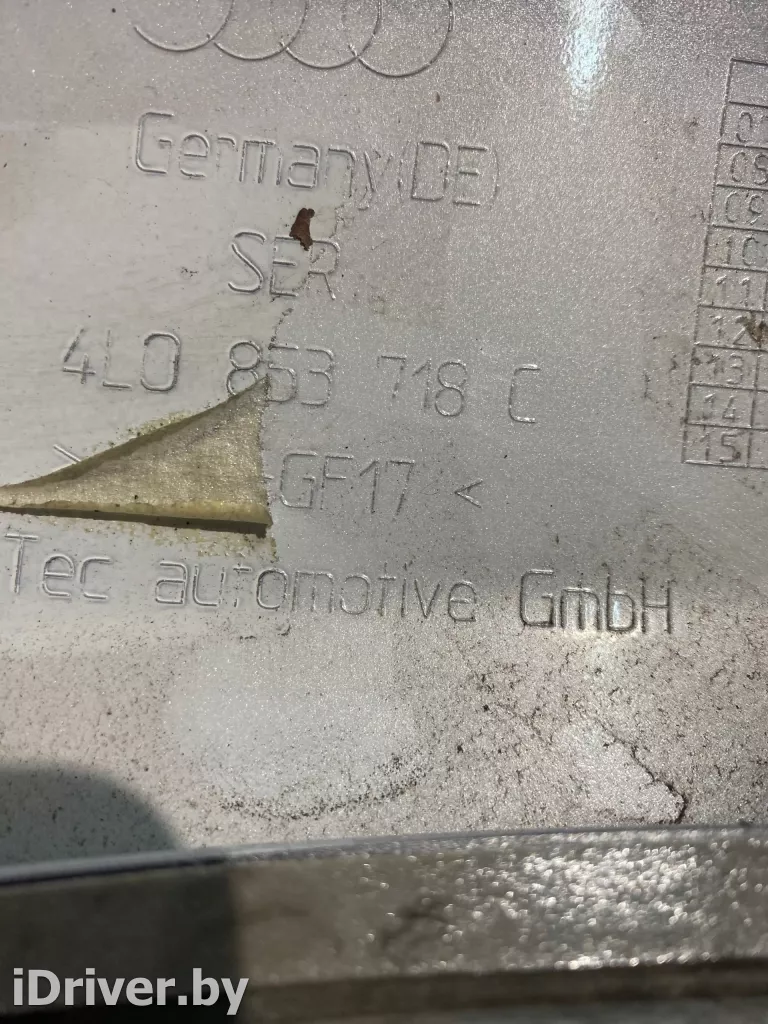 Germany(DE)
SER
4L0 853 718 C
> -GF17 <
Tec automotive GmbH
08
09
10
11
12
13
14
15
iDriver.by